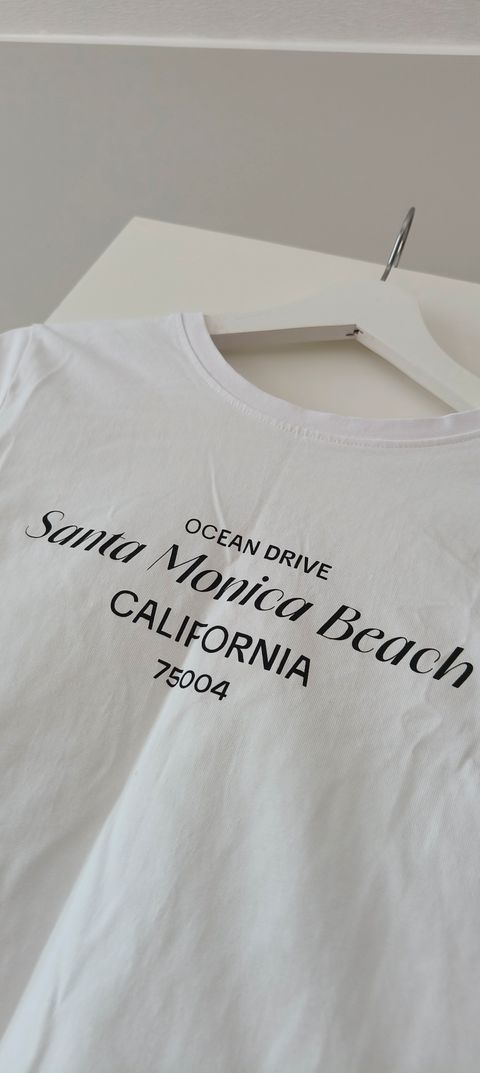 OCEAN DRIVE
Santa Monica Beach
CALIFORNIA
75004